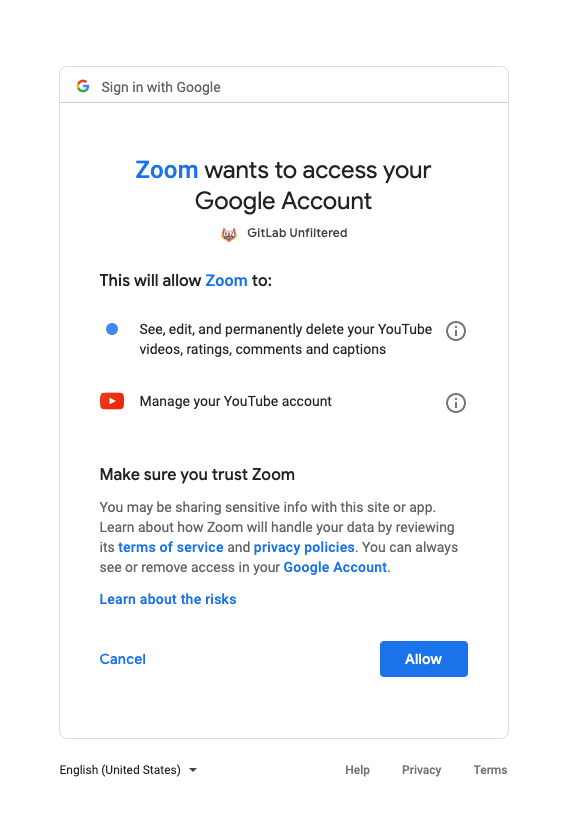 Sign in with Google
Zoom wants to access your
Google Account
GitLab Unfiltered
This will allow Zoom to:
See, edit, and permanently delete your YouTube
videos, ratings, comments and captions
Manage your YouTube account
Make sure you trust Zoom
You may be sharing sensitive info with this site or app.
Learn about how Zoom will handle your data by reviewing
its terms of service and privacy policies. You can always
see or remove access in your Google Account.
Learn about the risks
Cancel
Allow
English (United States)
Help
Privacy
Terms